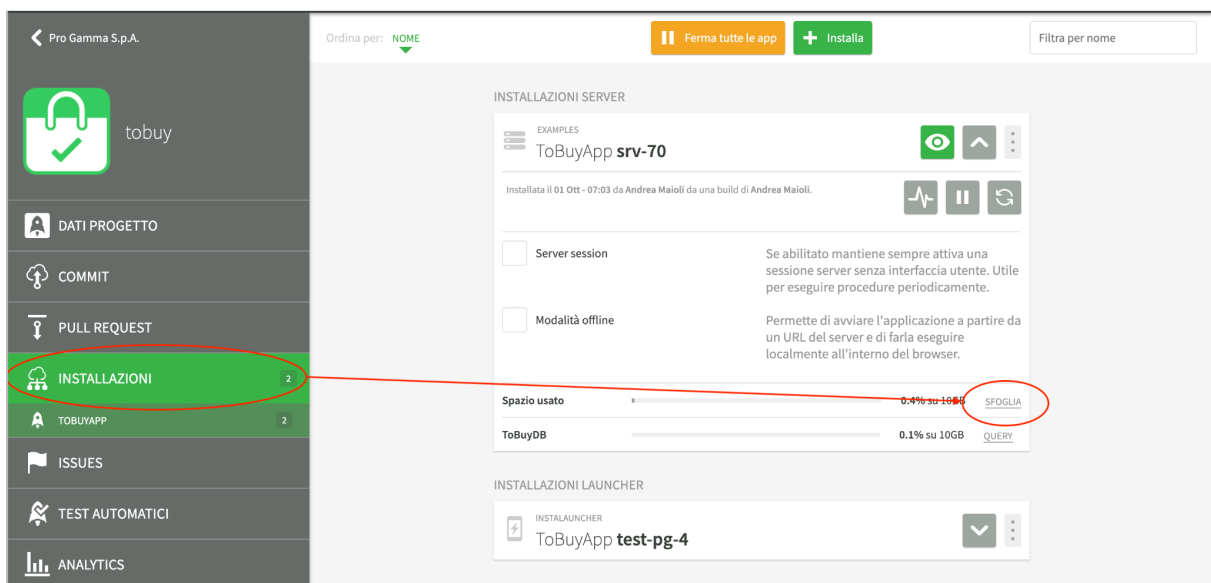 Pro Gamma S.p.A.
tobuy
DATI PROGETTO
COMMIT
PULL REQUEST
INSTALLAZIONI 2
TOBUYAPP 2
ISSUES
TEST AUTOMATICI
ANALYTICS
Ordina per: NOME
Ferma tutte le app
Installa
Filtra per nome
INSTALLAZIONI SERVER
EXAMPLES
ToBuyApp srv-70
Installata il 01 Ott - 07:03 da Andrea Maioli da una build di Andrea Maioli.
Server session
Se abilitato mantiene sempre attiva una
sessione server senza interfaccia utente. Utile
per eseguire procedure periodicamente.
Modalità offline
Permette di avviare l'applicazione a partire da
un URL del server e di farla eseguire
localmente all'interno del browser.
Spazio usato 0.4% su 10GB SFOGLIA
ToBuyDB 0.1% su 10GB QUERY
INSTALLAZIONI LAUNCHER
INSTALAUNCHER
ToBuyApp test-pg-4